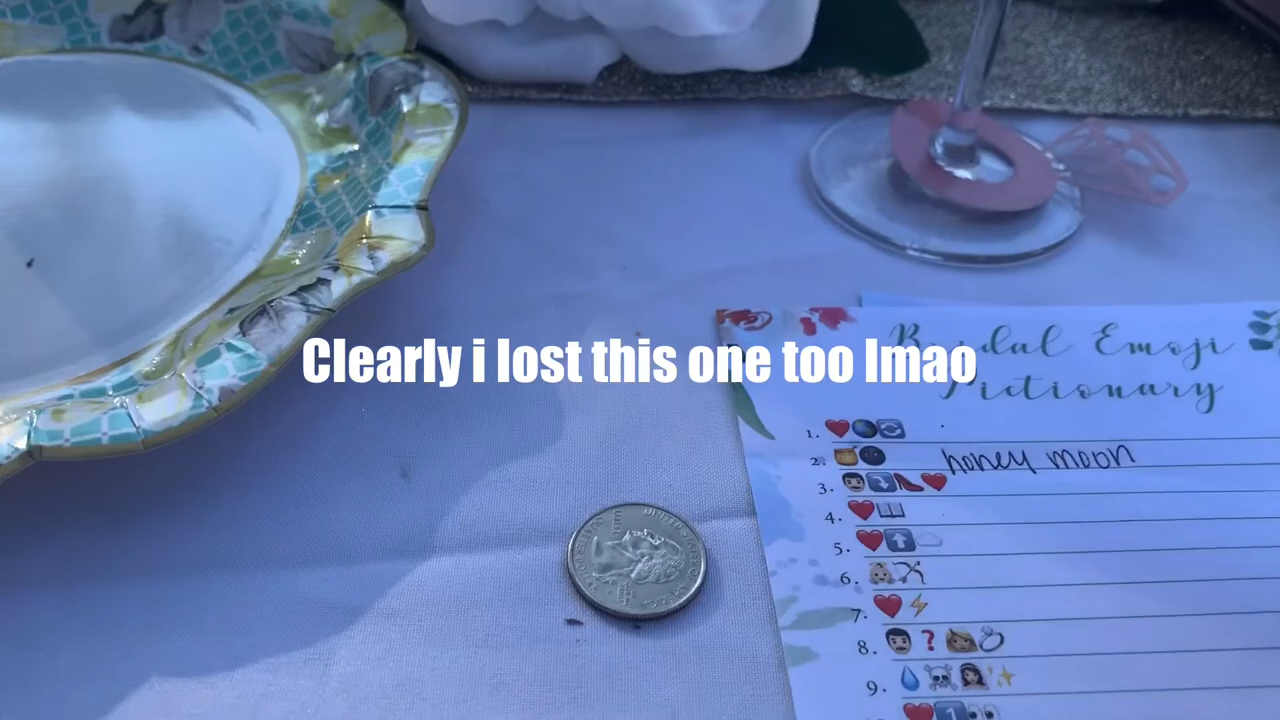 Clearly i lost this one too lmao
Bridal Emoji
Pictionary
1.
2. honey moon
3.
4.
5.
6.
7.
8.
9.